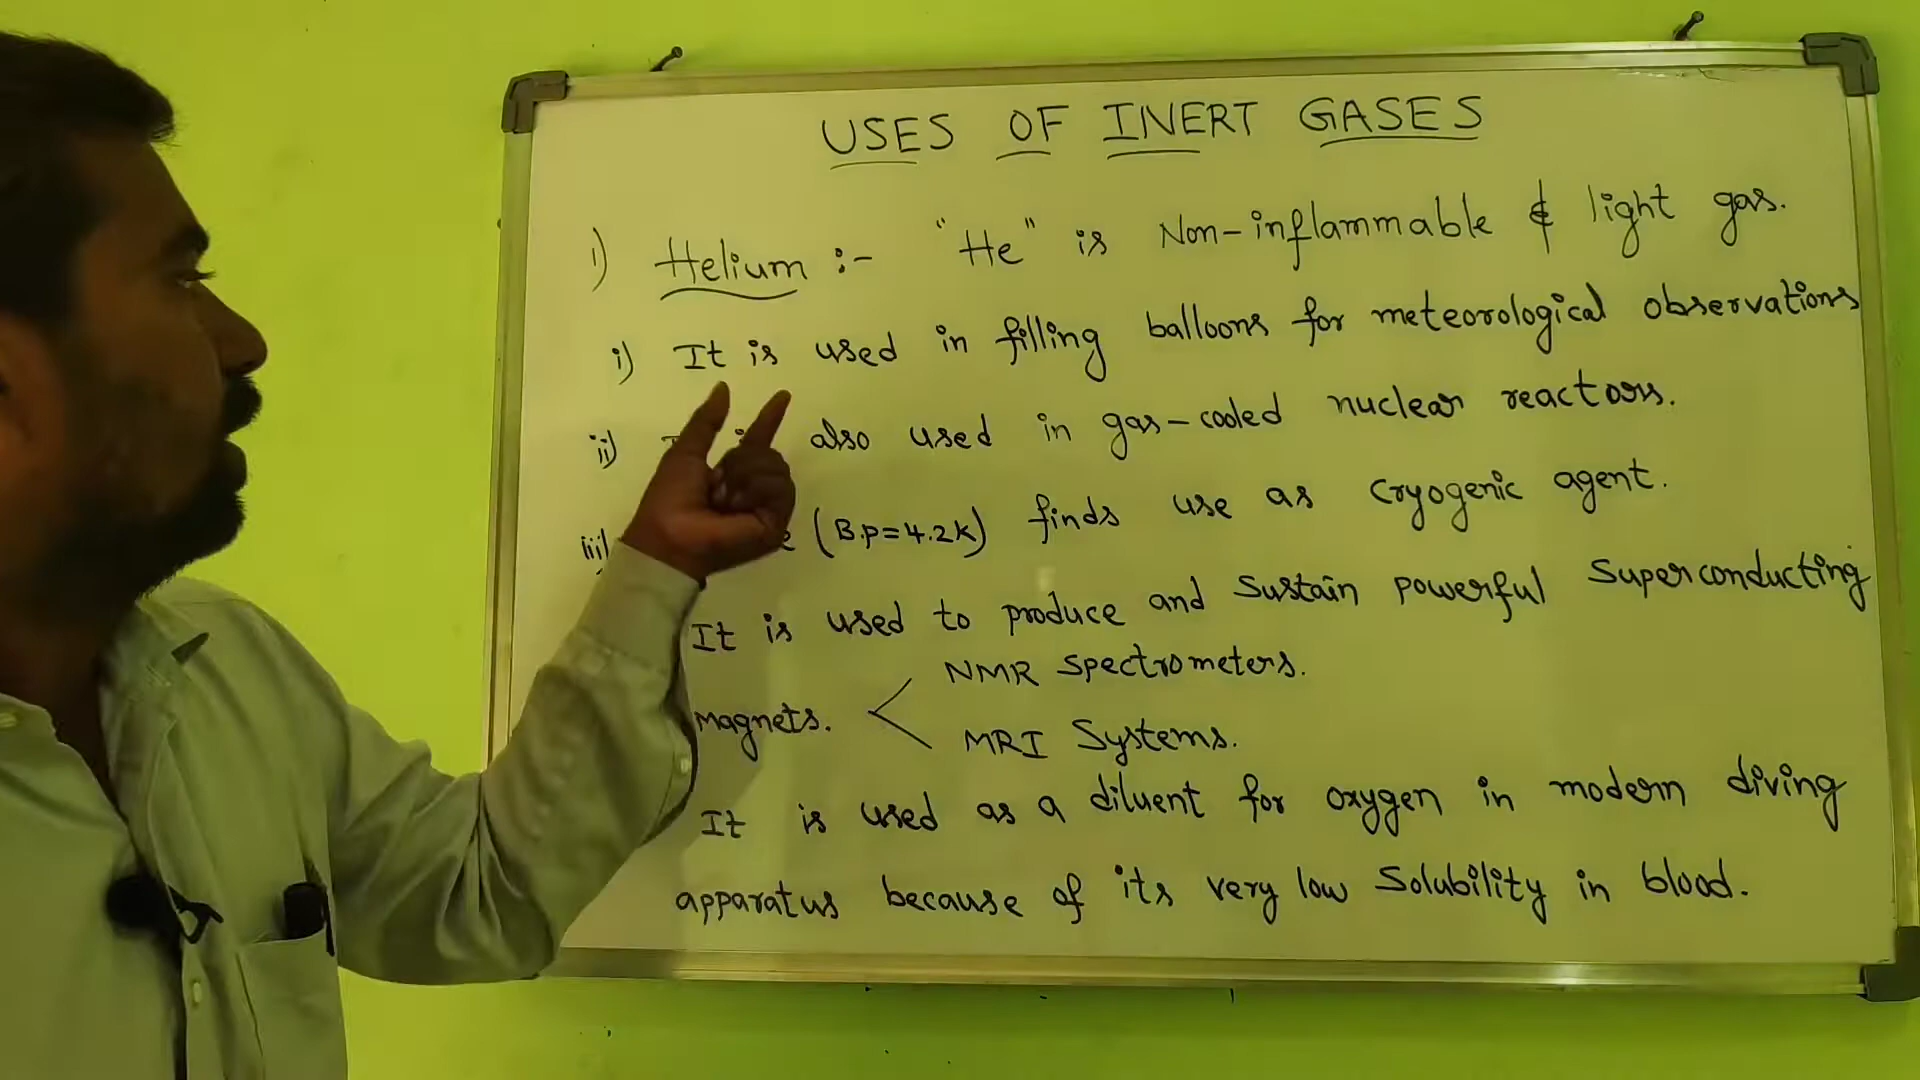 USES OF INERT GASES
1) Helium :- "He" is Non-inflammable & light gas.
i) It is used in filling balloons for meteorological observations
ii) also used in gas-cooled nuclear reactors.
iii) (B.P=4.2K) finds use as cryogenic agent.
It is used to produce and sustain powerful Superconducting
magnets. < NMR spectrometers.
MRI Systems.
It is used as a diluent for oxygen in modern diving
apparatus because of its very low Solubility in blood.